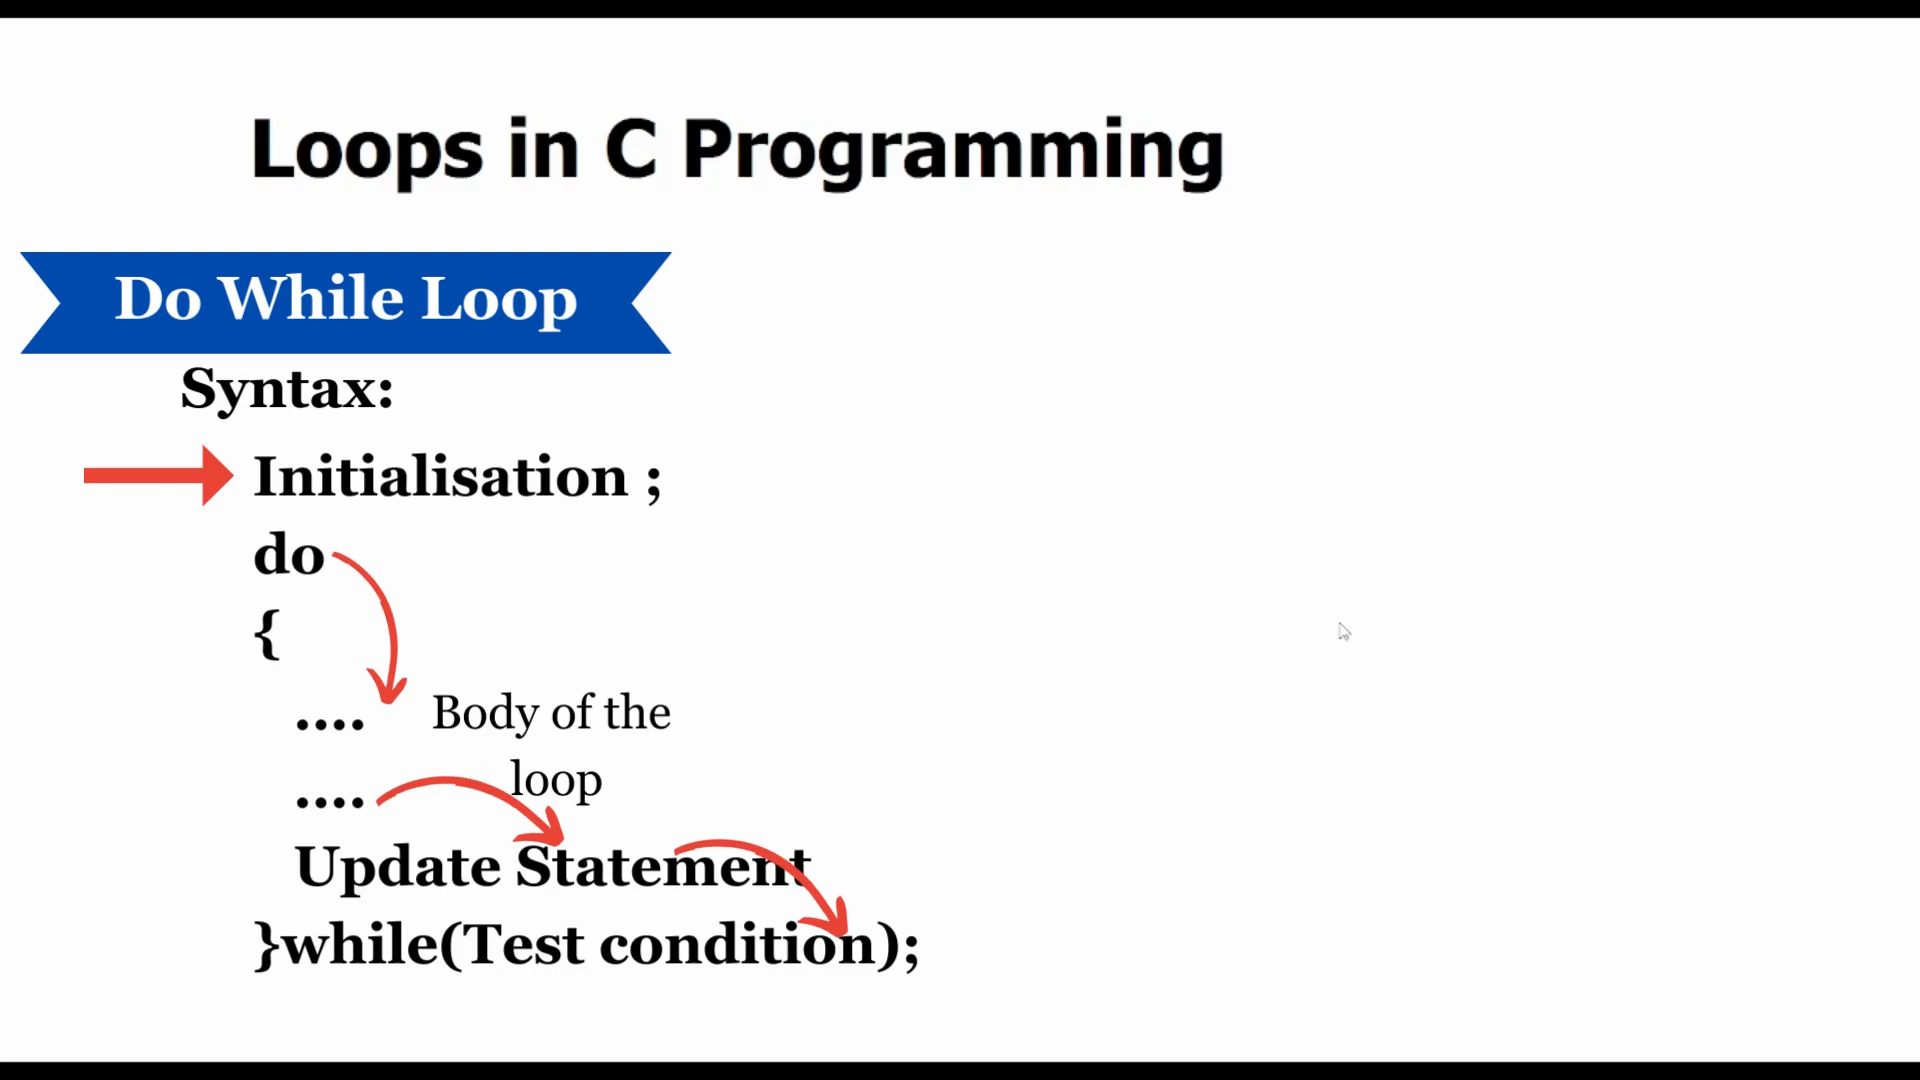 Loops in C Programming
Do While Loop
Syntax:
Initialisation ;
do
{
....
Body of the
loop
....
Update Statement
}while(Test condition);